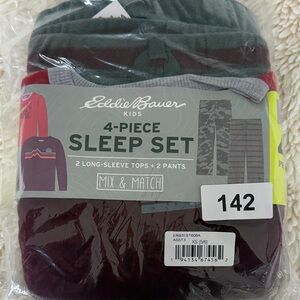 Eddie Bauer
KIDS
4-PIECE
SLEEP SET
2 LONG-SLEEVE TOPS + 2 PANTS
MIX & MATCH
142
XS (5/6)